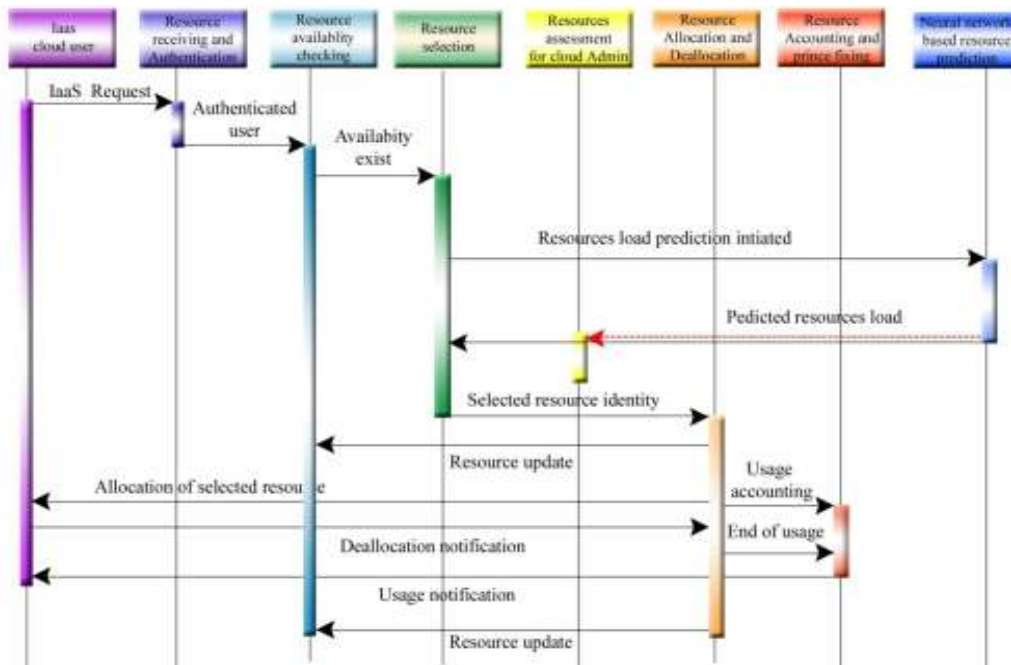 Iaas
cloud user
Resource
receiving and
Authentication
Resource
availablity
checking
Resource
selection
Resources
assessment
for cloud Admin
Resource
Allocation and
Deallocation
Resource
Accounting and
prince fixing
Neural network
based resource
prediction
IaaS Request
Authenticated
user
Availabity
exist
Resources load prediction intiated
Pedicted resources load
Selected resource identity
Resource update
Allocation of selected resourse
Usage
accounting
End of usage
Deallocation notification
Usage notification
Resource update